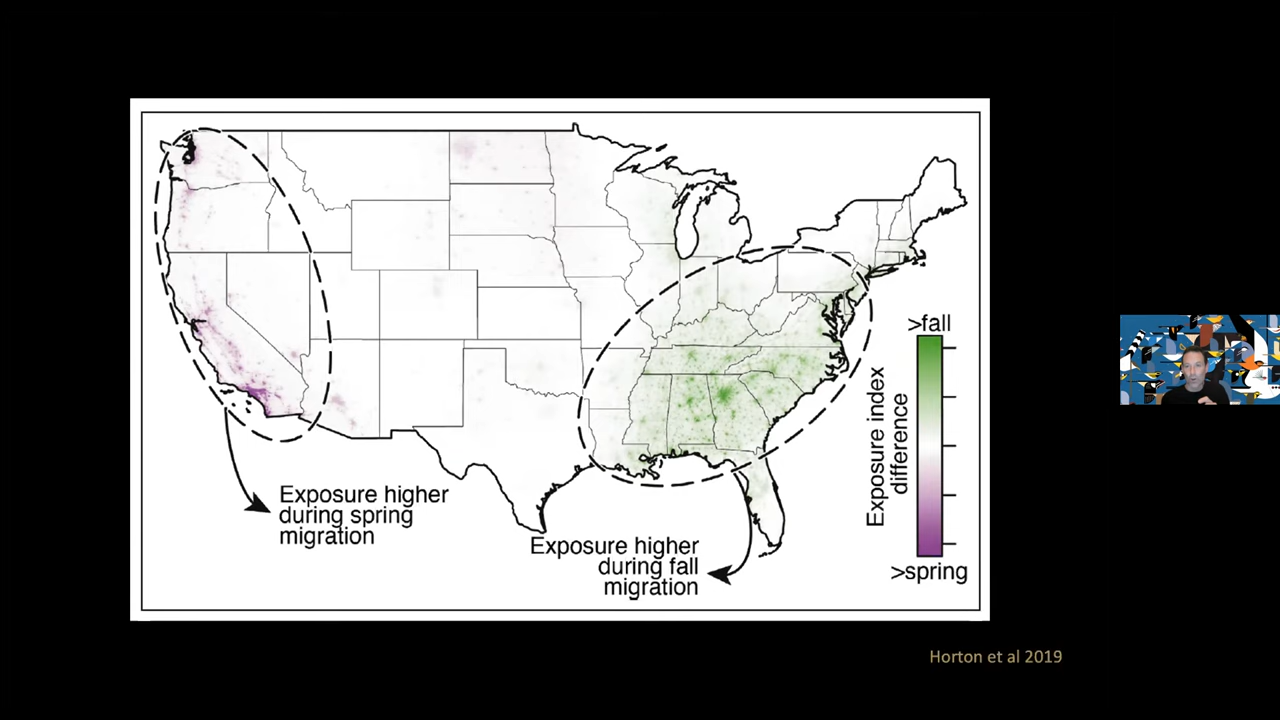 >fall
Exposure index
difference
>spring
Exposure higher
during spring
migration
Exposure higher
during fall
migration
Horton et al 2019